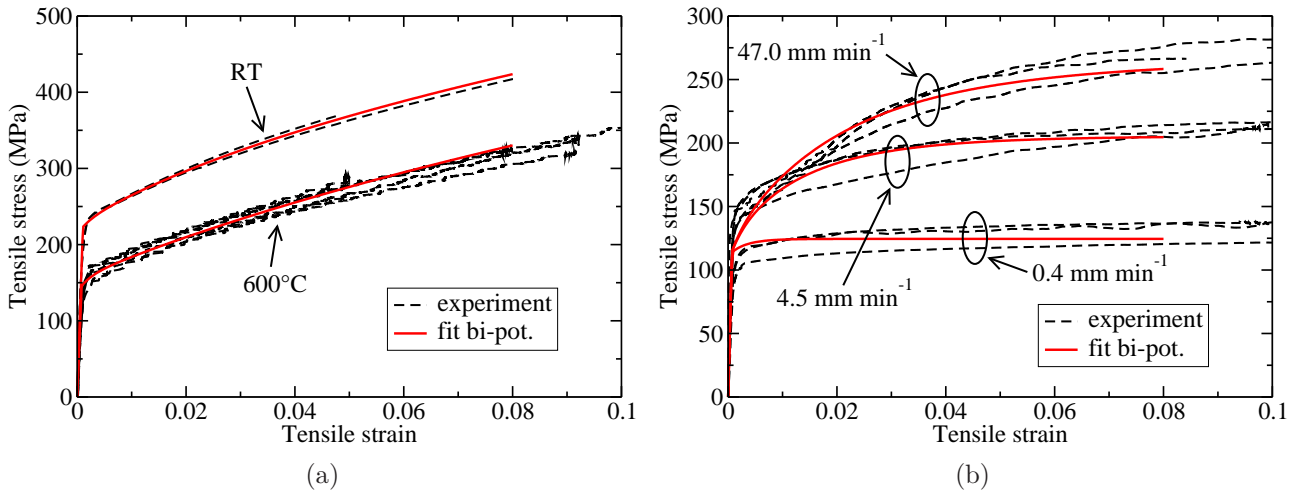 500
400
300
200
100
0
0
0.02
0.04
0.06
0.08
0.1
Tensile stress (MPa)
Tensile strain
RT
600°C
experiment
fit bi-pot.
(a)
300
250
200
150
100
50
25
0
0
0.02
0.04
0.06
0.08
0.1
Tensile stress (MPa)
Tensile strain
47.0 mm min⁻¹
4.5 mm min⁻¹
0.4 mm min⁻¹
experiment
fit bi-pot.
(b)